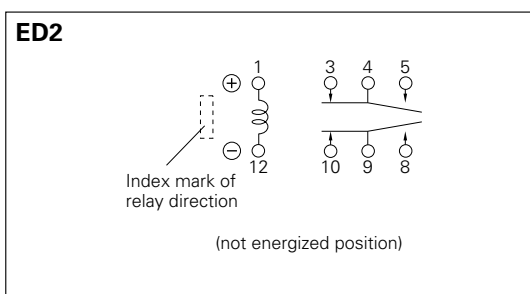 ED2
1 3 4 5
+
−
12 10 9 8
Index mark of
relay direction
(not energized position)